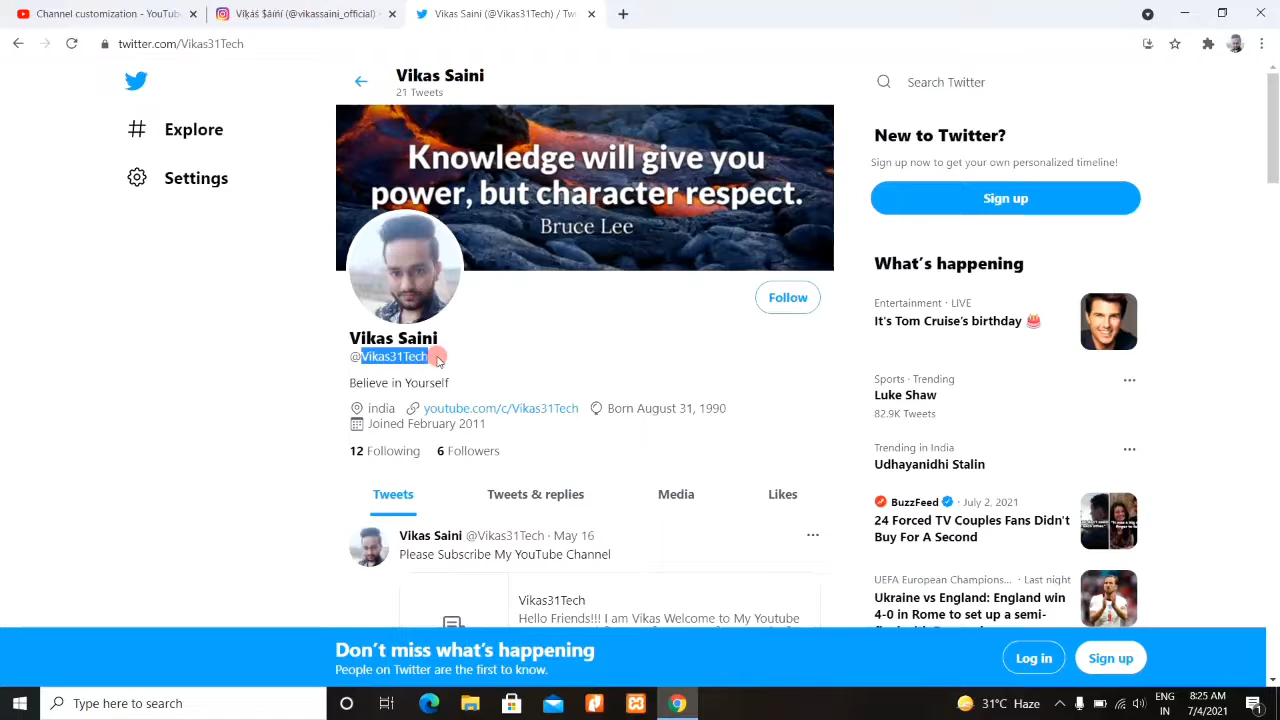 Channel customization - YouTu
Vikas Saini (@vikassaini_official)
Vikas Saini (@Vikas31Tech) / Twi
twitter.com/Vikas31Tech
Vikas Saini
21 Tweets
Search Twitter
Explore
Settings
Knowledge will give you
power, but character respect.
Bruce Lee
New to Twitter?
Sign up now to get your own personalized timeline!
Sign up
Follow
Vikas Saini
@Vikas31Tech
Believe in Yourself
india youtube.com/c/Vikas31Tech Born August 31, 1990
Joined February 2011
12 Following 6 Followers
Tweets Tweets & replies Media Likes
Vikas Saini @Vikas31Tech · May 16
Please Subscribe My YouTube Channel
Vikas31Tech
Hello Friends!!! I am Vikas Welcome to My Youtube
What's happening
Entertainment · LIVE
It's Tom Cruise's birthday 🎂
Sports · Trending
Luke Shaw
82.9K Tweets
Trending in India
Udhayanidhi Stalin
BuzzFeed · July 2, 2021
24 Forced TV Couples Fans Didn't
Buy For A Second
UEFA European Champions... · Last night
Ukraine vs England: England win
4-0 in Rome to set up a semi-
Don't miss what's happening
People on Twitter are the first to know.
Log in
Sign up
Type here to search
31°C Haze
ENG
IN
8:25 AM
7/4/2021